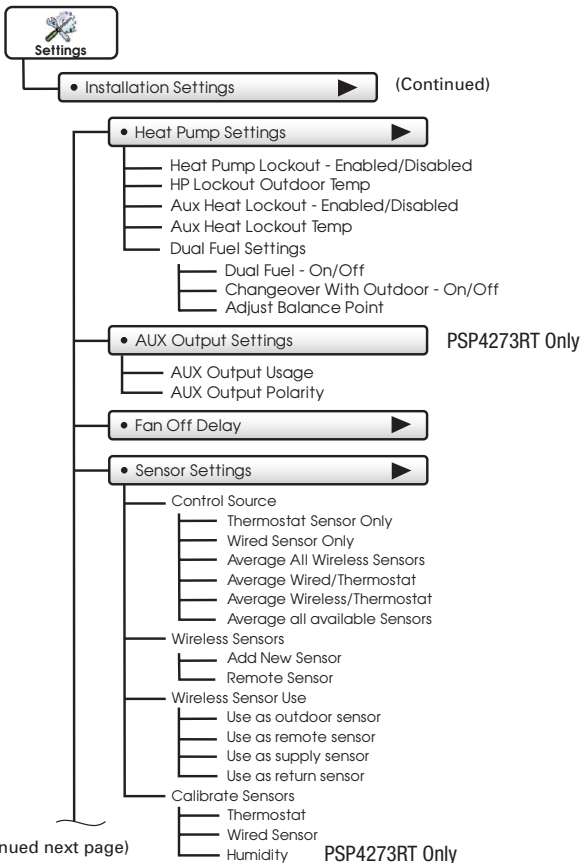 Settings
• Installation Settings (Continued)
• Heat Pump Settings
Heat Pump Lockout - Enabled/Disabled
HP Lockout Outdoor Temp
Aux Heat Lockout - Enabled/Disabled
Aux Heat Lockout Temp
Dual Fuel Settings
Dual Fuel - On/Off
Changeover With Outdoor - On/Off
Adjust Balance Point
• AUX Output Settings PSP4273RT Only
AUX Output Usage
AUX Output Polarity
• Fan Off Delay
• Sensor Settings
Control Source
Thermostat Sensor Only
Wired Sensor Only
Average All Wireless Sensors
Average Wired/Thermostat
Average Wireless/Thermostat
Average all available Sensors
Wireless Sensors
Add New Sensor
Remote Sensor
Wireless Sensor Use
Use as outdoor sensor
Use as remote sensor
Use as supply sensor
Use as return sensor
Calibrate Sensors
Thermostat
Wired Sensor
Humidity PSP4273RT Only
nued next page)